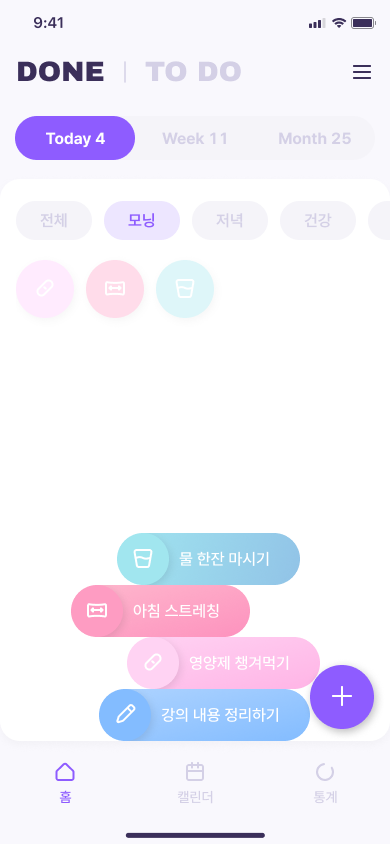 9:41
DONE | TO DO
Today 4 Week 11 Month 25
전체 모닝 저녁 건강
물 한잔 마시기
아침 스트레칭
영양제 챙겨먹기
강의 내용 정리하기
홈 캘린더 통계